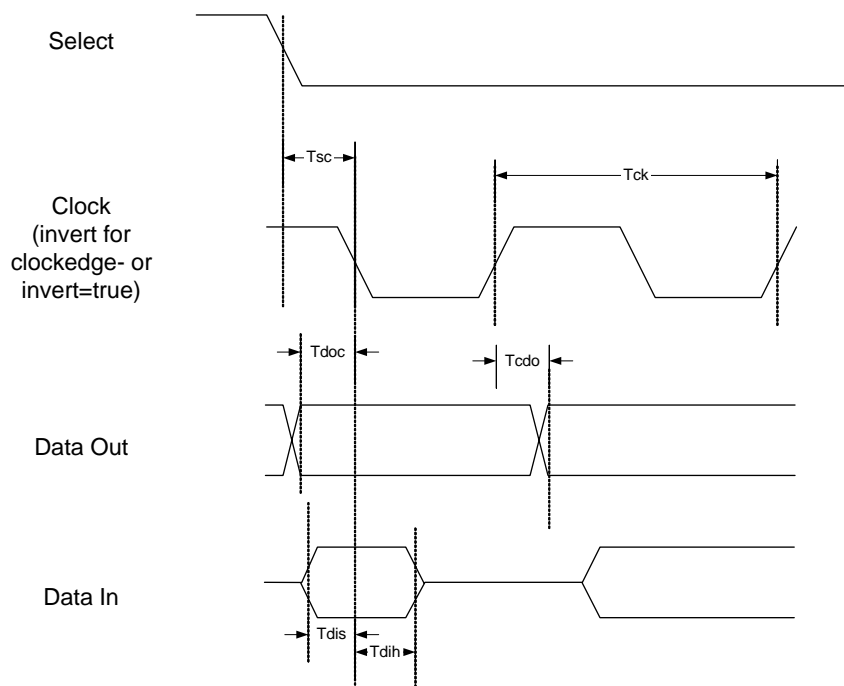 Select
Tsc
Tck
Clock
(invert for
clockedge- or
invert=true)
Tdoc
Tcdo
Data Out
Data In
Tdis
Tdih